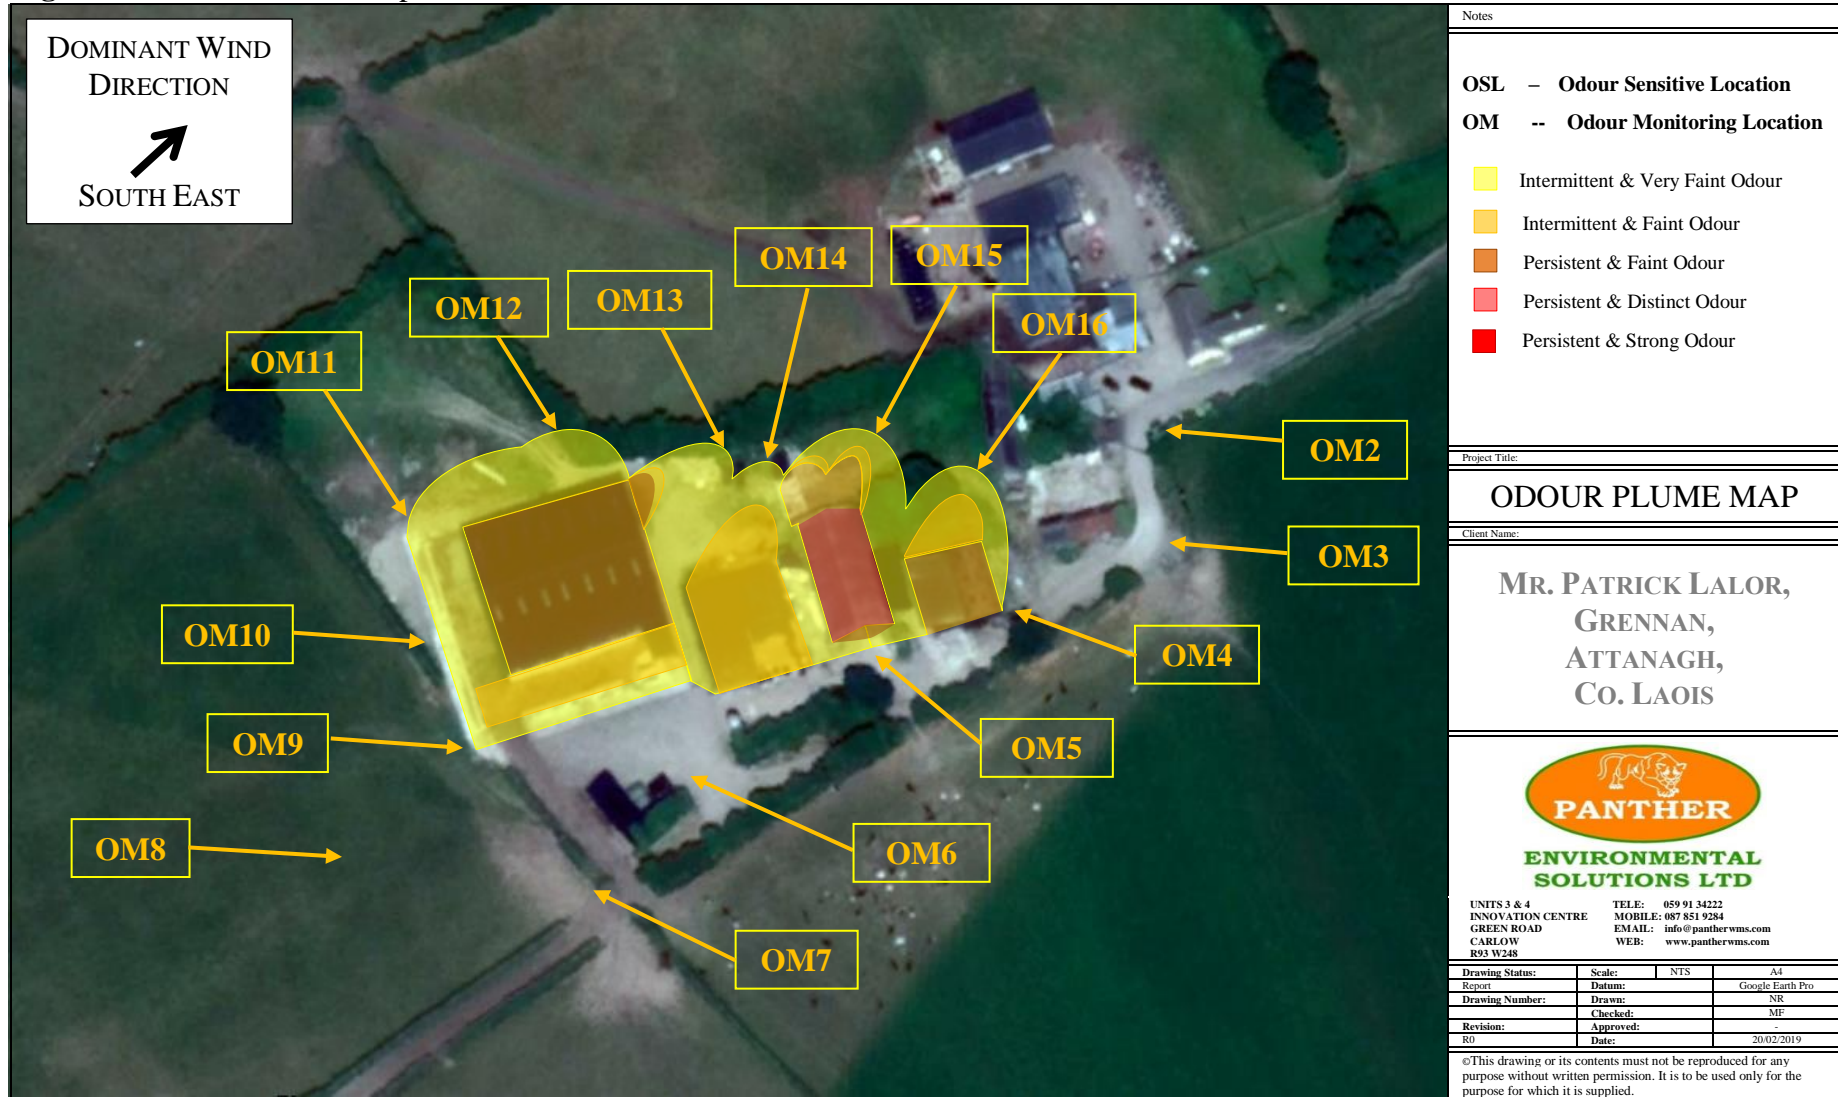 DOMINANT WIND
DIRECTION
SOUTH EAST
OM11
OM12
OM13
OM14
OM15
OM16
OM2
OM3
OM4
OM5
OM6
OM7
OM8
OM9
OM10
Notes
OSL – Odour Sensitive Location
OM -- Odour Monitoring Location
Intermittent & Very Faint Odour
Intermittent & Faint Odour
Persistent & Faint Odour
Persistent & Distinct Odour
Persistent & Strong Odour
Project Title:
ODOUR PLUME MAP
Client Name:
MR. PATRICK LALOR,
GRENNAN,
ATTANAGH,
CO. LAOIS
PANTHER
ENVIRONMENTAL
SOLUTIONS LTD
UNITS 3 & 4 TELE: 059 91 34222
INNOVATION CENTRE MOBILE: 087 851 9284
GREEN ROAD EMAIL: info@pantherwms.com
CARLOW WEB: www.pantherwms.com
R93 W248
Drawing Status: Scale: NTS A4
Report Datum: Google Earth Pro
Drawing Number: Drawn: NR
Checked: MF
Revision: Approved: -
R0 Date: 20/02/2019
©This drawing or its contents must not be reproduced for any
purpose without written permission. It is to be used only for the
purpose for which it is supplied.